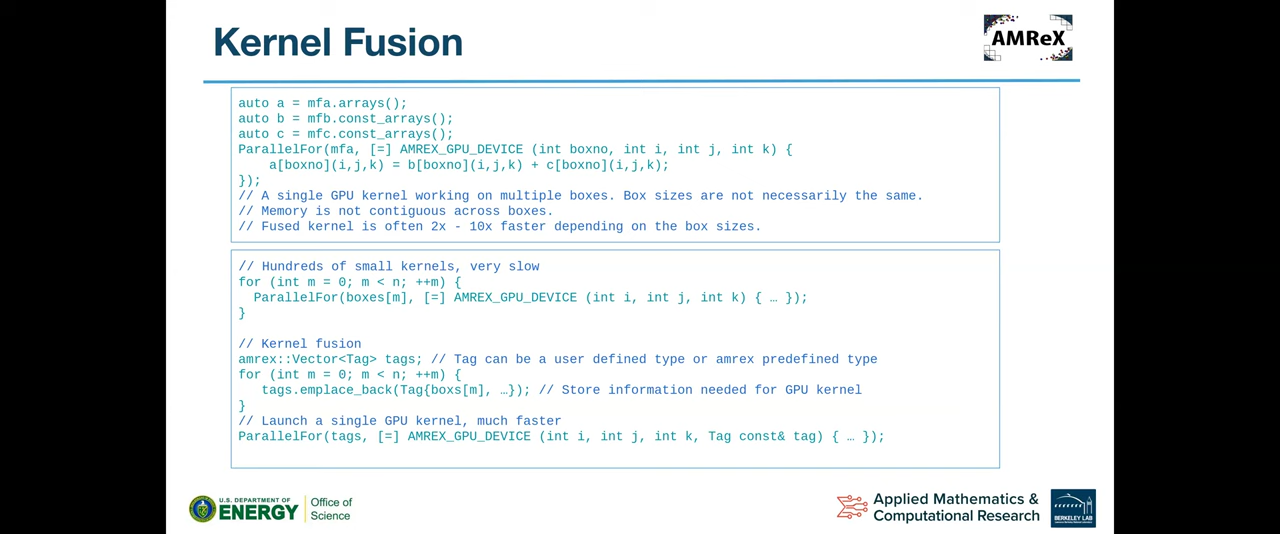 Kernel Fusion
AMReX
auto a = mfa.arrays();
auto b = mfb.const_arrays();
auto c = mfc.const_arrays();
ParallelFor(mfa, [=] AMREX_GPU_DEVICE (int boxno, int i, int j, int k) {
    a[boxno](i,j,k) = b[boxno](i,j,k) + c[boxno](i,j,k);
});
// A single GPU kernel working on multiple boxes. Box sizes are not necessarily the same.
// Memory is not contiguous across boxes.
// Fused kernel is often 2x - 10x faster depending on the box sizes.
// Hundreds of small kernels, very slow
for (int m = 0; m < n; ++m) {
  ParallelFor(boxes[m], [=] AMREX_GPU_DEVICE (int i, int j, int k) { … });
}
// Kernel fusion
amrex::Vector<Tag> tags; // Tag can be a user defined type or amrex predefined type
for (int m = 0; m < n; ++m) {
   tags.emplace_back(Tag{boxs[m], …}); // Store information needed for GPU kernel
}
// Launch a single GPU kernel, much faster
ParallelFor(tags, [=] AMREX_GPU_DEVICE (int i, int j, int k, Tag const& tag) { … });
U.S. DEPARTMENT OF
ENERGY
Office of
Science
Applied Mathematics &
Computational Research
BERKELEY LAB